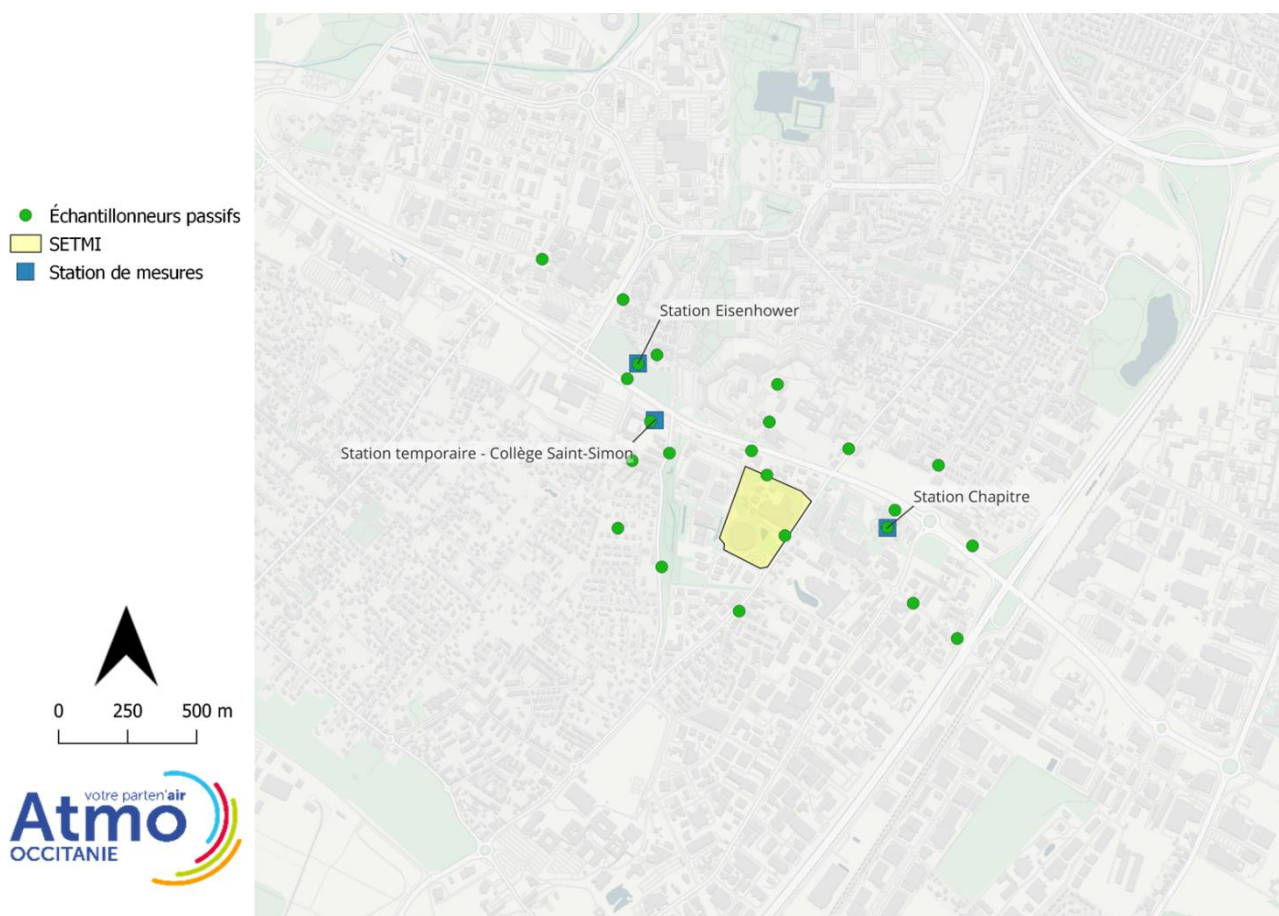 Échantillonneurs passifs
SETMI
Station de mesures
Station Eisenhower
Station temporaire - Collège Saint-Simon
Station Chapitre
0 250 500 m
votre parten'air
Atmo
OCCITANIE